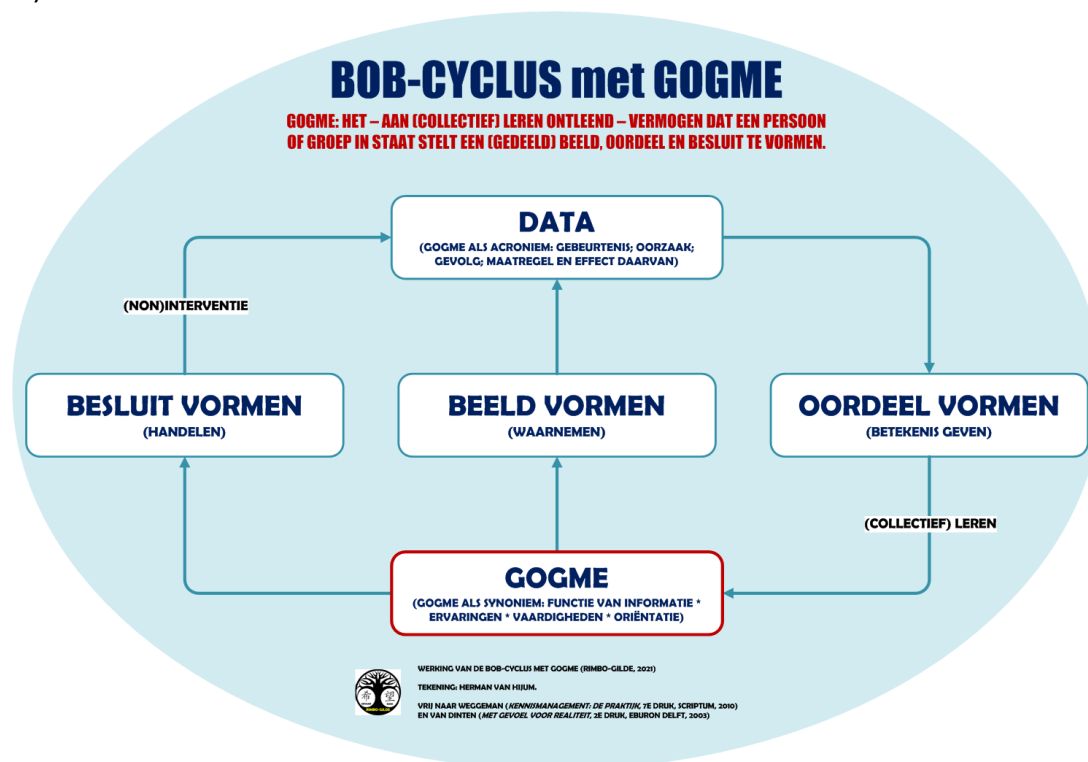 BOB-CYCLUS met GOGME
GOGME: HET – AAN (COLLECTIEF) LEREN ONTLEEND – VERMOGEN DAT EEN PERSOON
OF GROEP IN STAAT STELT EEN (GEDEELD) BEELD, OORDEEL EN BESLUIT TE VORMEN.
DATA
(GOGME ALS ACRONIEM: GEBEURTENIS; OORZAAK;
GEVOLG; MAATREGEL EN EFFECT DAARVAN)
(NON)INTERVENTIE
BESLUIT VORMEN
(HANDELEN)
BEELD VORMEN
(WAARNEMEN)
OORDEEL VORMEN
(BETEKENIS GEVEN)
(COLLECTIEF) LEREN
GOGME
(GOGME ALS SYNONIEM: FUNCTIE VAN INFORMATIE *
ERVARINGEN * VAARDIGHEDEN * ORIËNTATIE)
希望
RIMBO-GILDE
WERKING VAN DE BOB-CYCLUS MET GOGME (RIMBO-GILDE, 2021)
TEKENING: HERMAN VAN HIJUM.
VRIJ NAAR WEGGEMAN (KENNISMANAGEMENT: DE PRAKTIJK, 7E DRUK, SCRIPTUM, 2010)
EN VAN DINTEN (MET GEVOEL VOOR REALITEIT, 2E DRUK, EBURON DELFT, 2003)